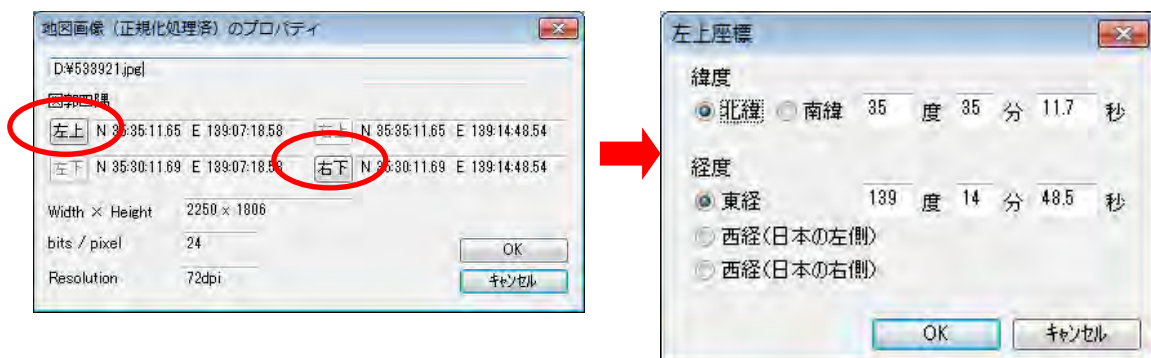 地図画像（正規化処理済）のプロパティ
D:¥533921.jpg
図郭四隅
左上 N 35:35:11.65 E 139:07:18.58 右上 N 35:35:11.65 E 139:14:48.54
左下 N 35:30:11.69 E 139:07:18.58 右下 N 35:30:11.69 E 139:14:48.54
Width × Height 2250 × 1806
bits / pixel 24
Resolution 72dpi
OK
キャンセル
左上座標
緯度
北緯 南緯 35 度 35 分 11.7 秒
経度
東経 139 度 14 分 48.5 秒
西経(日本の左側)
西経(日本の右側)
OK キャンセル